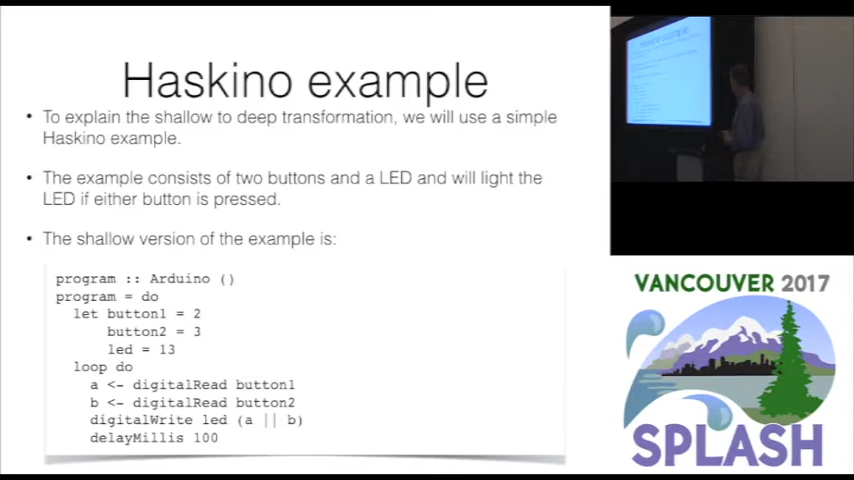 Haskino example
• To explain the shallow to deep transformation, we will use a simple
Haskino example.
• The example consists of two buttons and a LED and will light the
LED if either button is pressed.
• The shallow version of the example is:
program :: Arduino ()
program = do
  let button1 = 2
      button2 = 3
      led = 13
  loop do
    a <- digitalRead button1
    b <- digitalRead button2
    digitalWrite led (a || b)
    delayMillis 100
Haskino example
VANCOUVER 2017
SPLASH